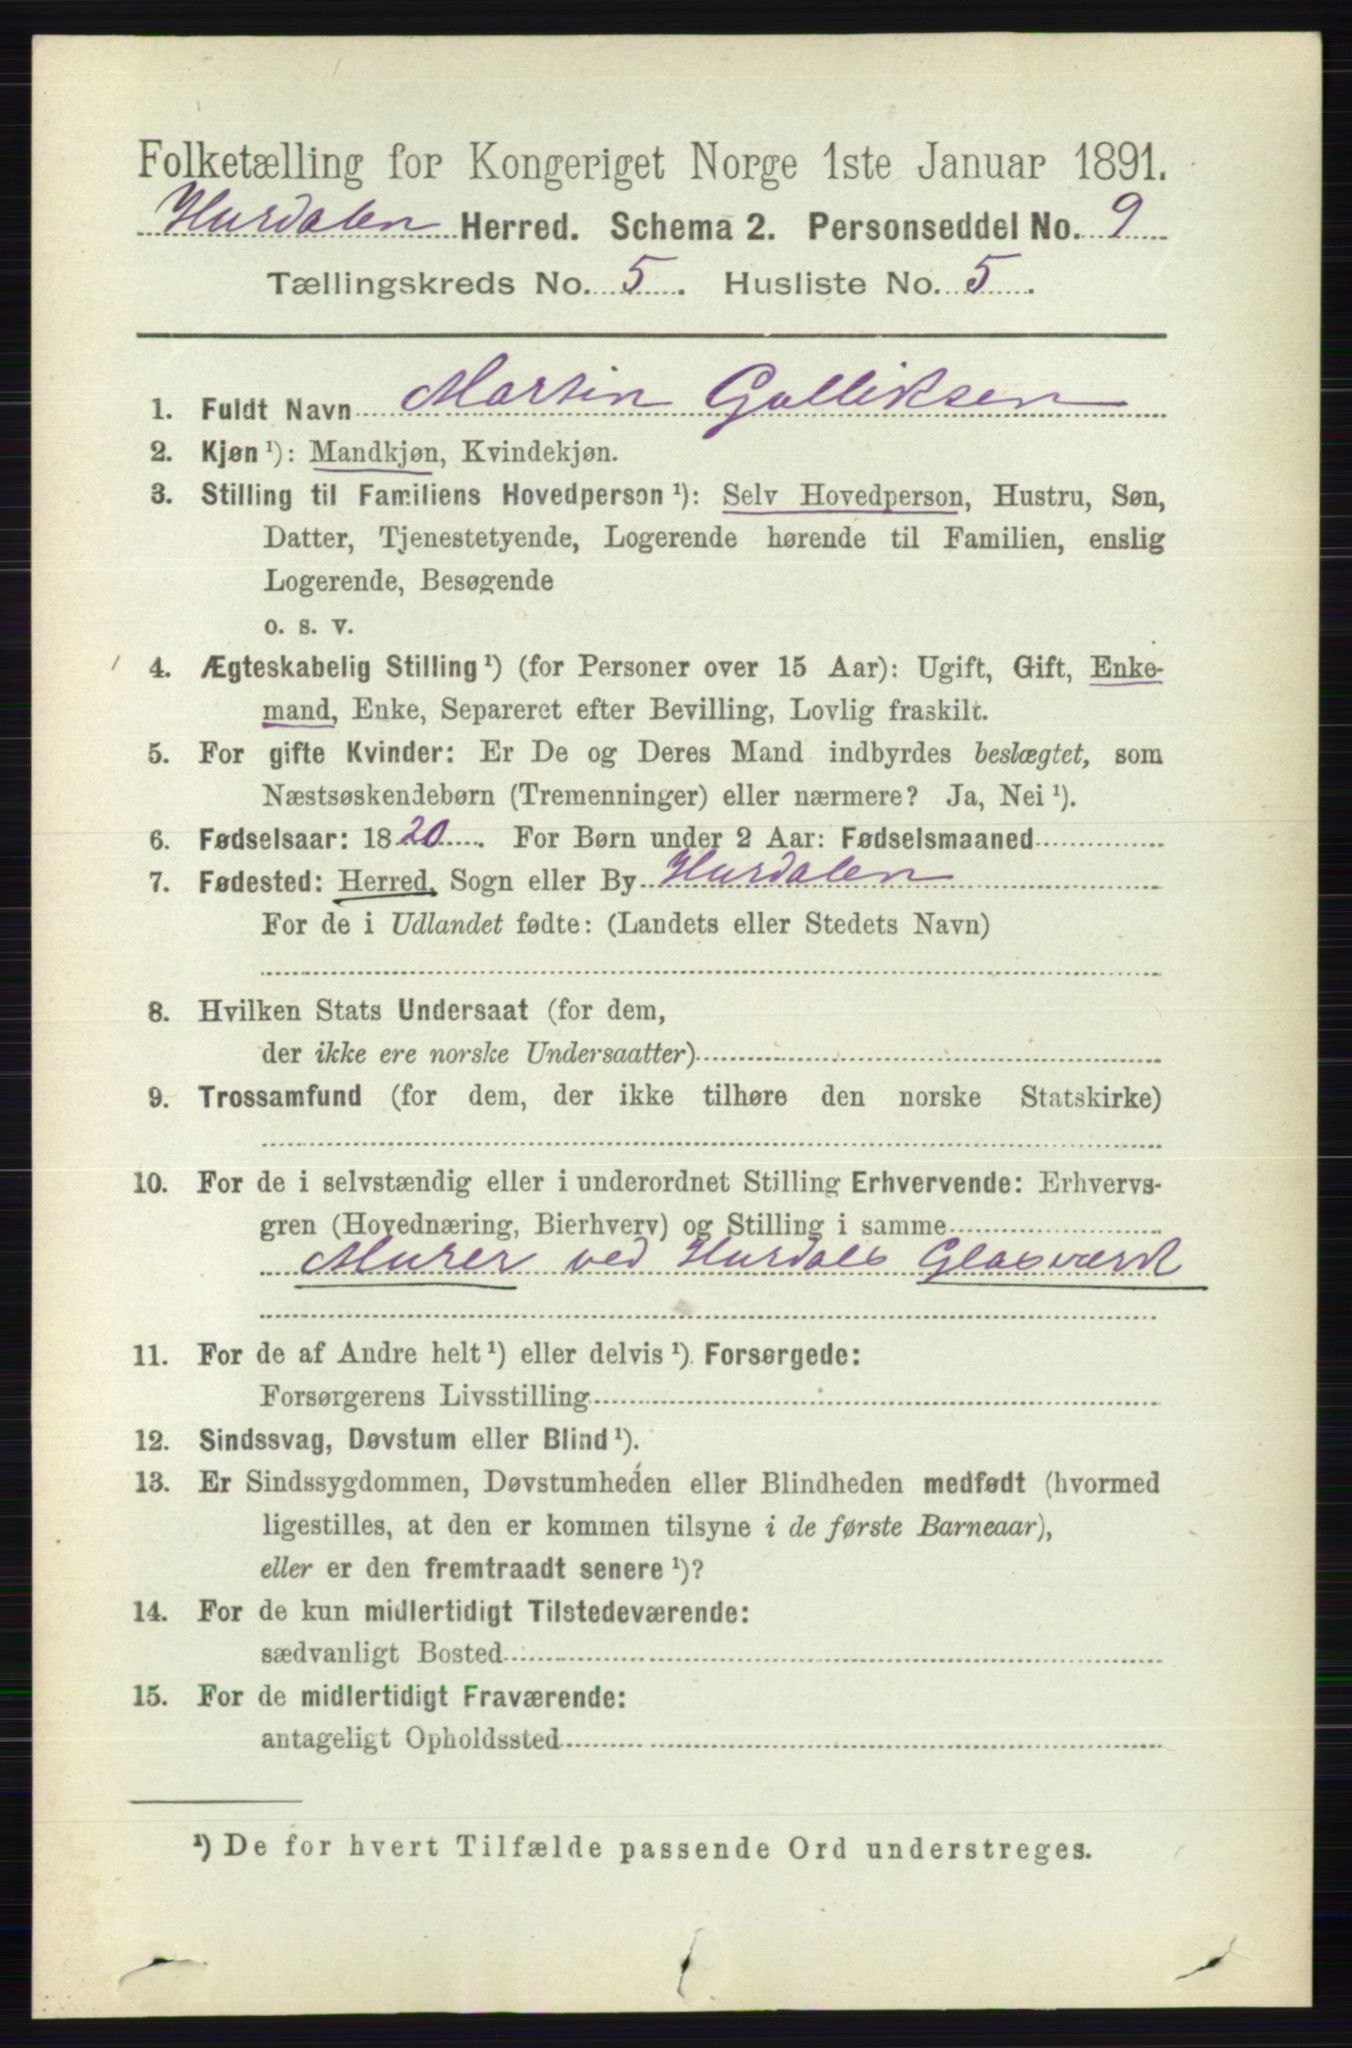 Folketælling for Kongeriget Norge 1ste Januar 1891.
Hurdalen Herred. Schema 2. Personseddel No. 9
Tællingskreds No. 5. Husliste No. 5.
1. Fuldt Navn Martin Gulliksen
2. Kjøn ¹): Mandkjøn, Kvindekjøn.
3. Stilling til Familiens Hovedperson ¹): Selv Hovedperson, Hustru, Søn,
Datter, Tjenestetyende, Logerende hørende til Familien, enslig
Logerende, Besøgende
o. s. v.
4. Ægteskabelig Stilling ¹) (for Personer over 15 Aar): Ugift, Gift, Enke-
mand, Enke, Separeret efter Bevilling, Lovlig fraskilt.
5. For gifte Kvinder: Er De og Deres Mand indbyrdes beslægtet, som
Næstsøskendebørn (Tremenninger) eller nærmere? Ja, Nei ¹).
6. Fødselsaar: 1820. For Børn under 2 Aar: Fødselsmaaned
7. Fødested: Herred, Sogn eller By Hurdalen
For de i Udlandet fødte: (Landets eller Stedets Navn)
8. Hvilken Stats Undersaat (for dem,
der ikke ere norske Undersaatter)
9. Trossamfund (for dem, der ikke tilhøre den norske Statskirke)
10. For de i selvstændig eller i underordnet Stilling Erhvervende: Erhvervs-
gren (Hovednæring, Bierhverv) og Stilling i samme
Murer ved Hurdals Glasværk
11. For de af Andre helt ¹) eller delvis ¹) Forsørgede:
Forsørgerens Livsstilling
12. Sindssvag, Døvstum eller Blind ¹).
13. Er Sindssygdommen, Døvstumheden eller Blindheden medfødt (hvormed
ligestilles, at den er kommen tilsyne i de første Barneaar),
eller er den fremtraadt senere ¹)?
14. For de kun midlertidigt Tilstedeværende:
sædvanligt Bosted
15. For de midlertidigt Fraværende:
antageligt Opholdssted
¹) De for hvert Tilfælde passende Ord understreges.